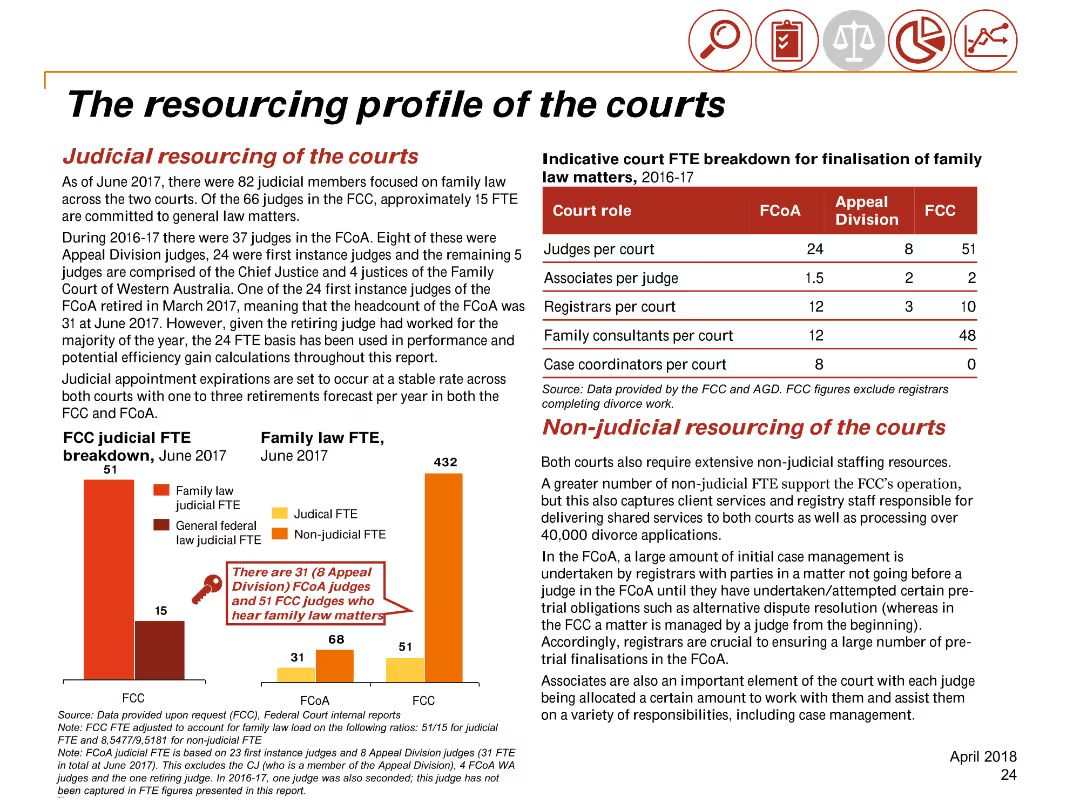 The resourcing profile of the courts
Judicial resourcing of the courts
As of June 2017, there were 82 judicial members focused on family law
across the two courts. Of the 66 judges in the FCC, approximately 15 FTE
are committed to general law matters.
During 2016-17 there were 37 judges in the FCoA. Eight of these were
Appeal Division judges, 24 were first instance judges and the remaining 5
judges are comprised of the Chief Justice and 4 justices of the Family
Court of Western Australia. One of the 24 first instance judges of the
FCoA retired in March 2017, meaning that the headcount of the FCoA was
31 at June 2017. However, given the retiring judge had worked for the
majority of the year, the 24 FTE basis has been used in performance and
potential efficiency gain calculations throughout this report.
Judicial appointment expirations are set to occur at a stable rate across
both courts with one to three retirements forecast per year in both the
FCC and FCoA.
FCC judicial FTE
breakdown, June 2017
51
Family law
judicial FTE
General federal
law judicial FTE
15
FCC
Family law FTE,
June 2017
432
Judical FTE
Non-judicial FTE
There are 31 (8 Appeal
Division) FCoA judges
and 51 FCC judges who
hear family law matters
31
68
51
FCoA
FCC
Source: Data provided upon request (FCC), Federal Court internal reports
Note: FCC FTE adjusted to account for family law load on the following ratios: 51/15 for judicial
FTE and 8,5477/9,5181 for non-judicial FTE
Note: FCoA judicial FTE is based on 23 first instance judges and 8 Appeal Division judges (31 FTE
in total at June 2017). This excludes the CJ (who is a member of the Appeal Division), 4 FCoA WA
judges and the one retiring judge. In 2016-17, one judge was also seconded; this judge has not
been captured in FTE figures presented in this report.
Indicative court FTE breakdown for finalisation of family
law matters, 2016-17
Court role FCoA Appeal Division FCC
Judges per court 24 8 51
Associates per judge 1.5 2 2
Registrars per court 12 3 10
Family consultants per court 12 48
Case coordinators per court 8 0
Source: Data provided by the FCC and AGD. FCC figures exclude registrars
completing divorce work.
Non-judicial resourcing of the courts
Both courts also require extensive non-judicial staffing resources.
A greater number of non-judicial FTE support the FCC's operation,
but this also captures client services and registry staff responsible for
delivering shared services to both courts as well as processing over
40,000 divorce applications.
In the FCoA, a large amount of initial case management is
undertaken by registrars with parties in a matter not going before a
judge in the FCoA until they have undertaken/attempted certain pre-
trial obligations such as alternative dispute resolution (whereas in
the FCC a matter is managed by a judge from the beginning).
Accordingly, registrars are crucial to ensuring a large number of pre-
trial finalisations in the FCoA.
Associates are also an important element of the court with each judge
being allocated a certain amount to work with them and assist them
on a variety of responsibilities, including case management.
April 2018
24